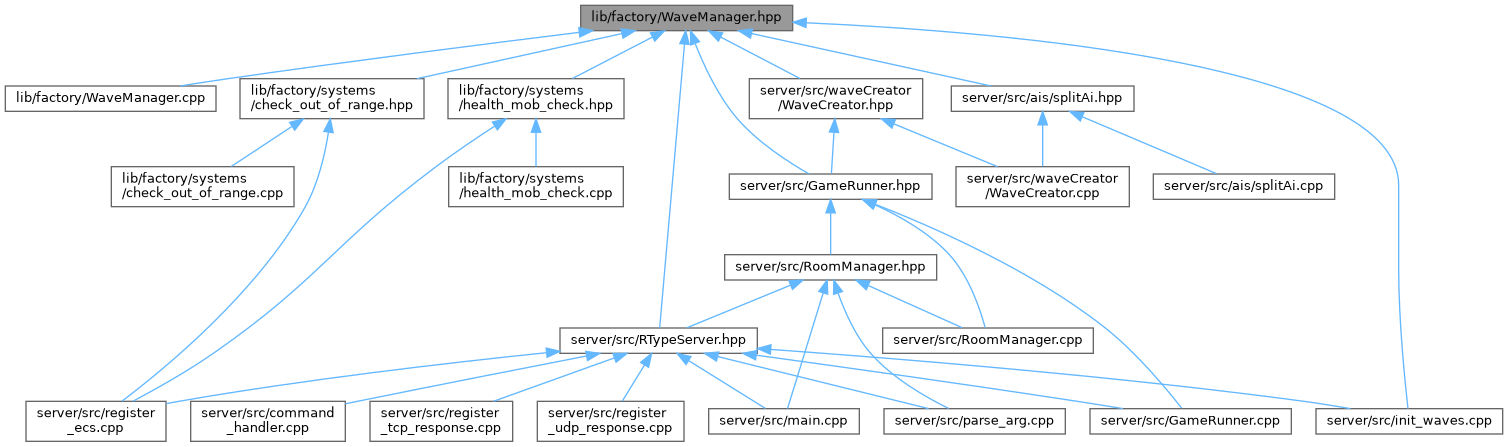 lib/factory/WaveManager.hpp
lib/factory/WaveManager.cpp
lib/factory/systems
/check_out_of_range.hpp
lib/factory/systems
/health_mob_check.hpp
server/src/waveCreator
/WaveCreator.hpp
server/src/ais/splitAi.hpp
lib/factory/systems
/check_out_of_range.cpp
lib/factory/systems
/health_mob_check.cpp
server/src/GameRunner.hpp
server/src/waveCreator
/WaveCreator.cpp
server/src/ais/splitAi.cpp
server/src/RoomManager.hpp
server/src/RTypeServer.hpp
server/src/RoomManager.cpp
server/src/register
_ecs.cpp
server/src/command
_handler.cpp
server/src/register
_tcp_response.cpp
server/src/register
_udp_response.cpp
server/src/main.cpp
server/src/parse_arg.cpp
server/src/GameRunner.cpp
server/src/init_waves.cpp